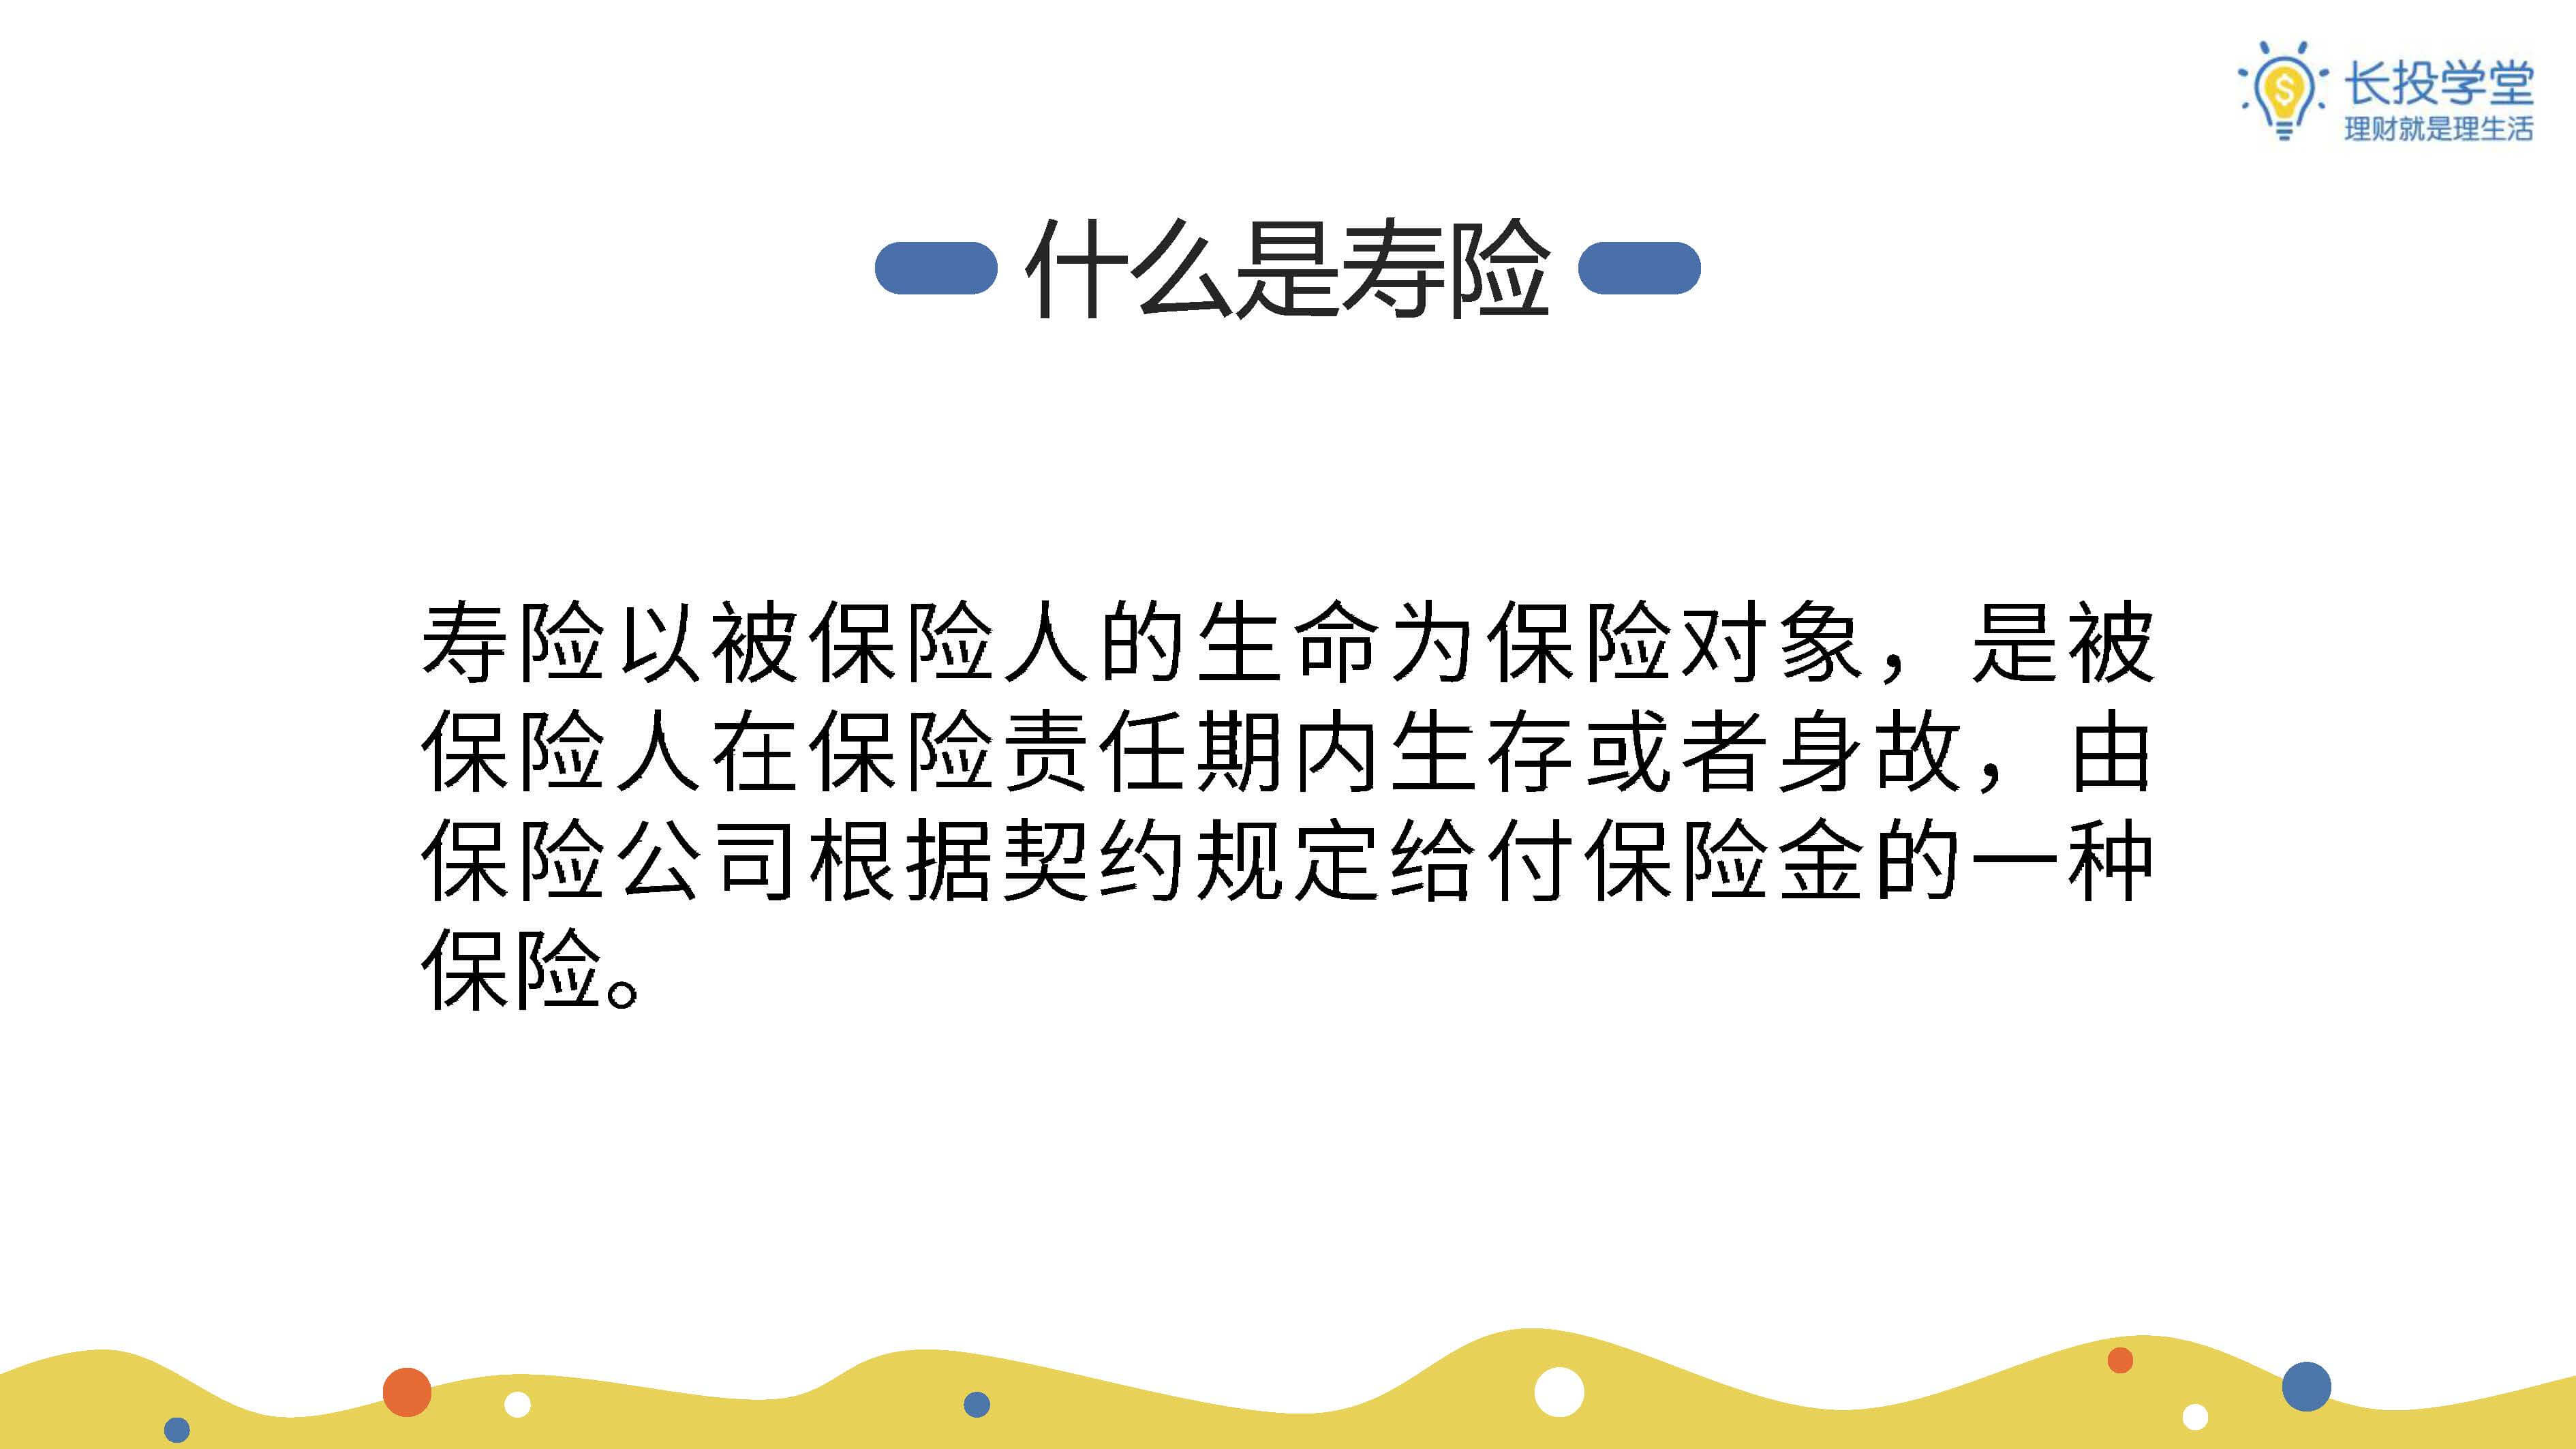 长投学堂
理财就是理生活
什么是寿险
寿险以被保险人的生命为保险对象，是被
保险人在保险责任期内生存或者身故，由
保险公司根据契约规定给付保险金的一种
保险。